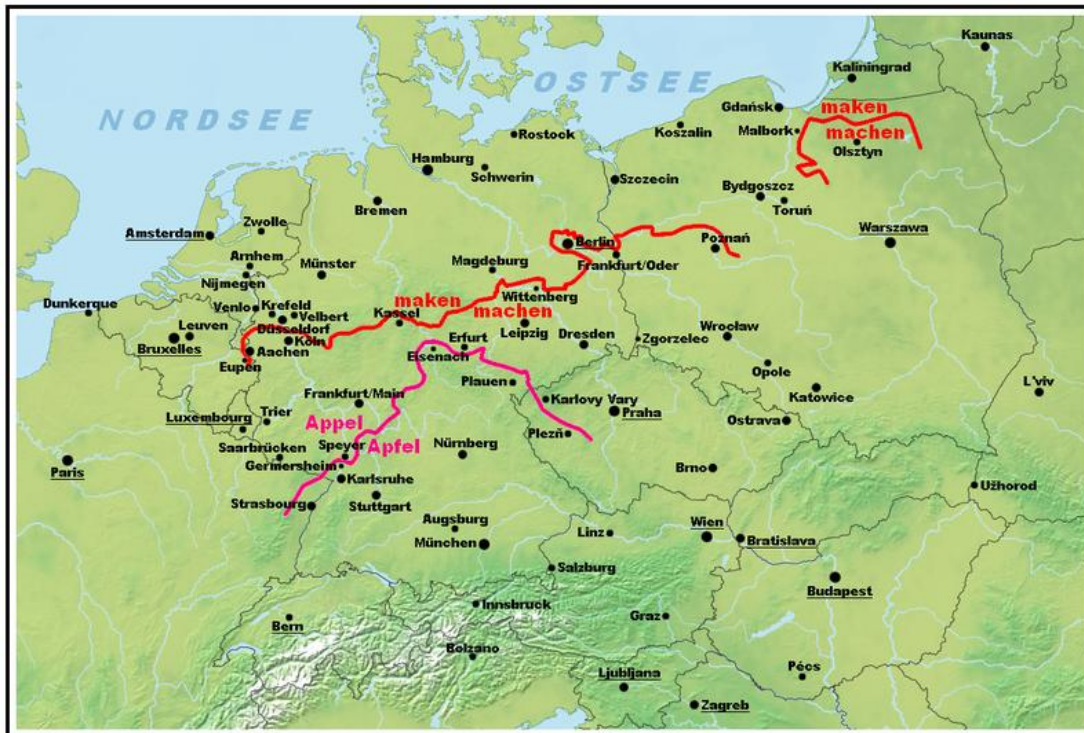 Kaunas
Kaliningrad
OSTSEE
Gdańsk
maken
NORDSEE
Koszalin
Malbork
machen
Rostock
Olsztyn
Hamburg
Schwerin
Szczecin
Bydgoszcz
Toruń
Bremen
Zwolle
Amsterdam
Berlin
Poznań
Warszawa
Arnhem
Münster
Magdeburg
Frankfurt/Oder
Nijmegen
Wittenberg
Dunkerque
Venlo
Krefeld
Velbert
maken
machen
Kassel
Düsseldorf
Leuven
Leipzig
Wrocław
Bruxelles
Köln
Erfurt
Dresden
Zgorzelec
Aachen
Eisenach
Eupen
Opole
Plauen
L'viv
Frankfurt/Main
Karlovy Vary
Katowice
Trier
Praha
Luxembourg
Appel
Ostrava
Plezň
Saarbrücken
Speyer
Apfel
Nürnberg
Paris
Germersheim
Brno
Karlsruhe
Užhorod
Strasbourg
Stuttgart
Augsburg
Wien
Linz
Bratislava
München
Salzburg
Budapest
Innsbruck
Bern
Graz
Bolzano
Ljubljana
Pécs
Zagreb